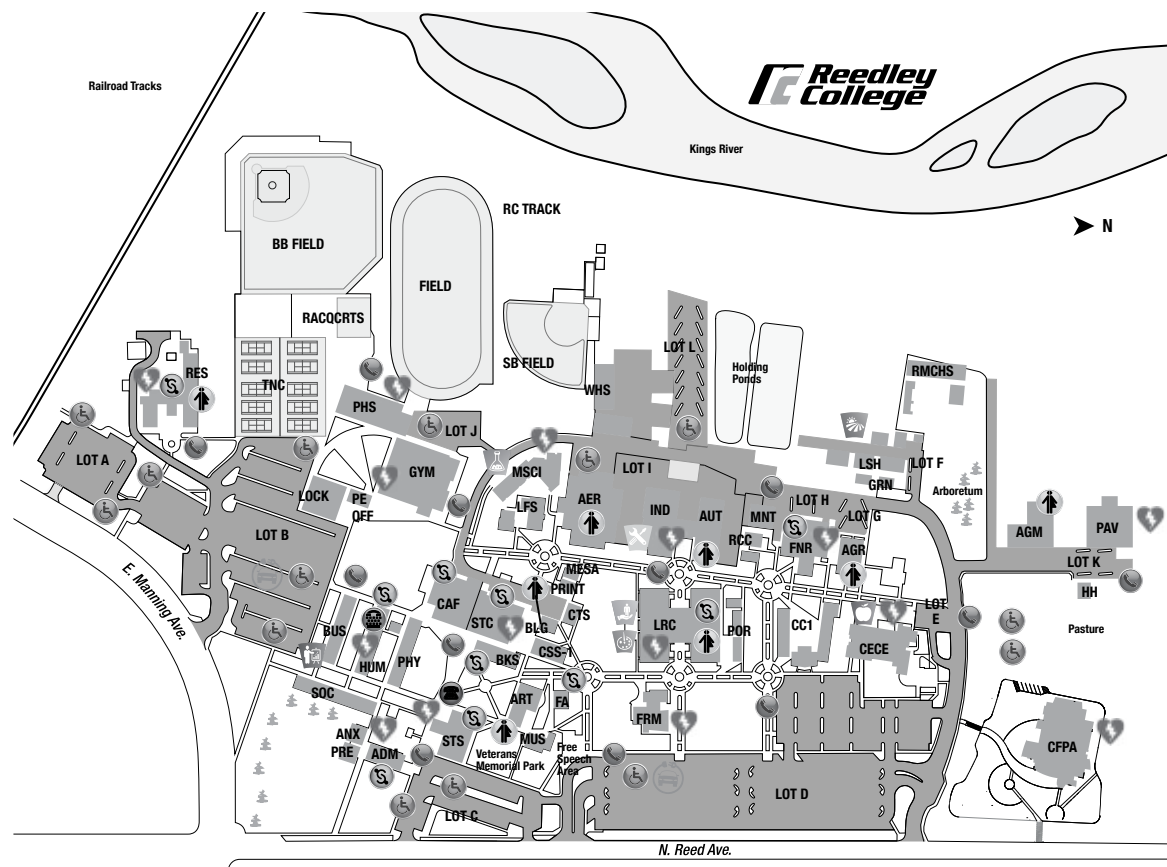 Railroad Tracks
Reedley
College
Kings River
N
RC TRACK
BB FIELD
FIELD
RACQCRTS
SB FIELD
LOT L
Holding
Ponds
RES
TNC
WHS
RMCHS
PHS
LOT J
LOT A
GYM
MSCI
LOT I
LSH
LOT F
GRN
Arboretum
LOCK
PE
OFF
LFS
AER
IND
AUT
MNT
LOT H
LOT G
AGM
PAV
LOT B
RCC
FNR
AGR
LOT K
MESA
PRINT
HH
E. Manning Ave.
CAF
STC
BLG
CTS
LRC
POR
CC1
LOT
E
Pasture
BUS
HUM
PHY
BKS
CSS-1
CECE
SOC
ART
FA
FRM
ANX
PRE
ADM
STS
MUS
Veterans
Memorial Park
Free
Speech
Area
CFPA
LOT D
LOT C
N. Reed Ave.